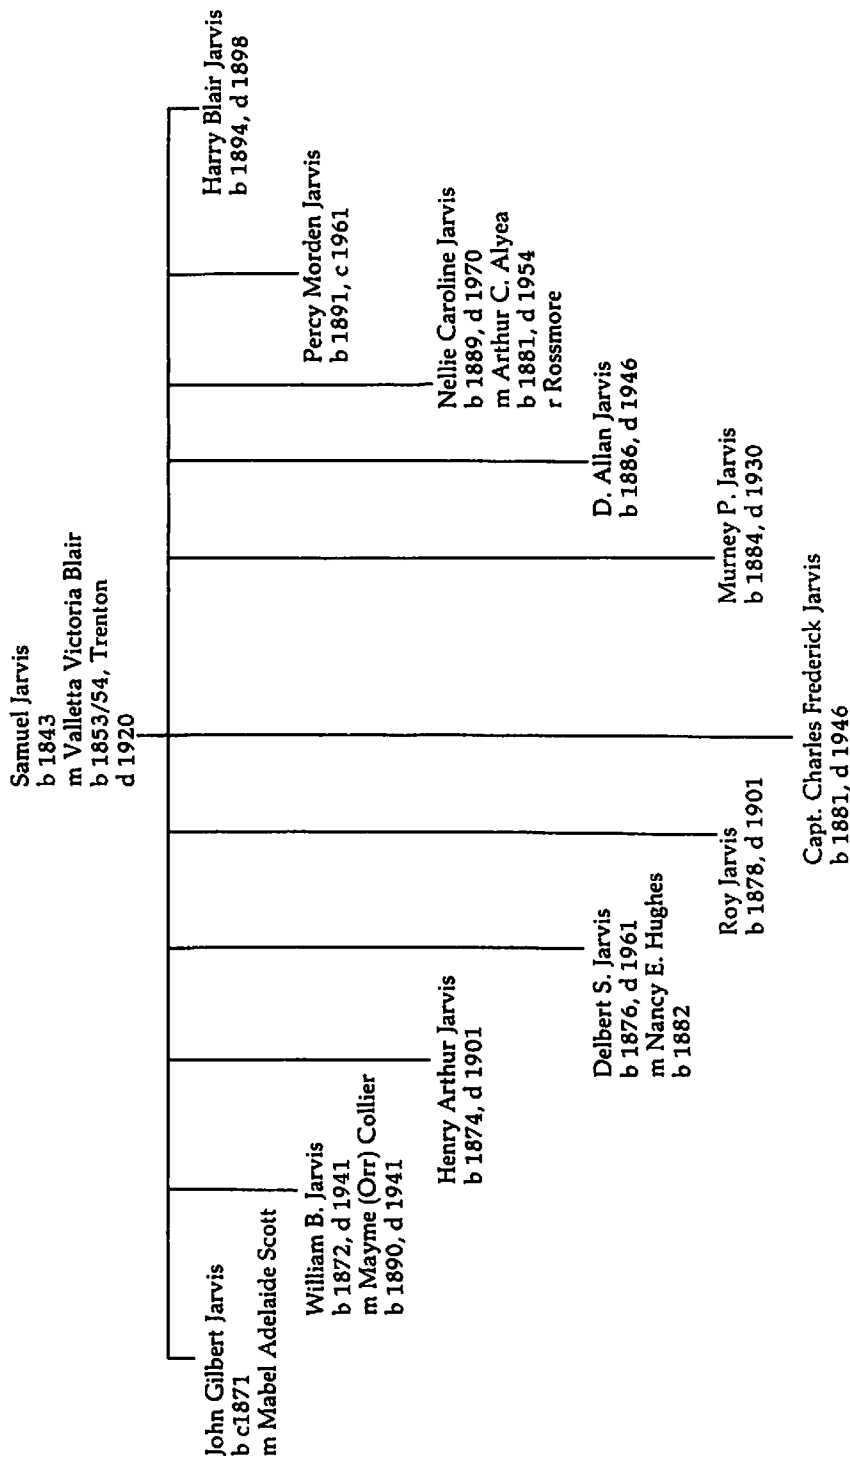 Samuel Jarvis
b 1843
m Valletta Victoria Blair
b 1853/54, Trenton
d 1920
John Gilbert Jarvis
b c1871
m Mabel Adelaide Scott
William B. Jarvis
b 1872, d 1941
m Mayme (Orr) Collier
b 1890, d 1941
Henry Arthur Jarvis
b 1874, d 1901
Delbert S. Jarvis
b 1876, d 1961
m Nancy E. Hughes
b 1882
Roy Jarvis
b 1878, d 1901
Capt. Charles Frederick Jarvis
b 1881, d 1946
Murney P. Jarvis
b 1884, d 1930
D. Allan Jarvis
b 1886, d 1946
Nellie Caroline Jarvis
b 1889, d 1970
m Arthur C. Alyea
b 1881, d 1954
r Rossmore
Percy Morden Jarvis
b 1891, c 1961
Harry Blair Jarvis
b 1894, d 1898